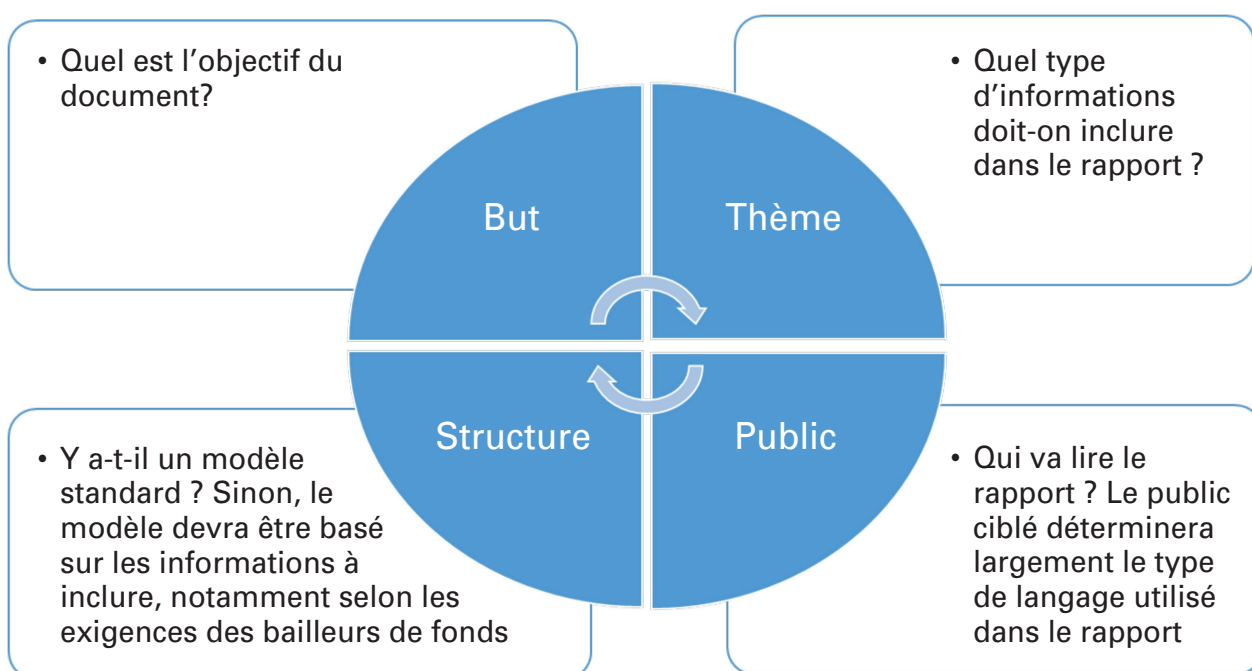 • Quel est l’objectif du
document?
• Quel type
d’informations
doit-on inclure
dans le rapport ?
But
Thème
Structure
Public
• Y a-t-il un modèle
standard ? Sinon, le
modèle devra être basé
sur les informations à
inclure, notamment selon les
exigences des bailleurs de fonds
• Qui va lire le
rapport ? Le public
ciblé déterminera
largement le type
de langage utilisé
dans le rapport